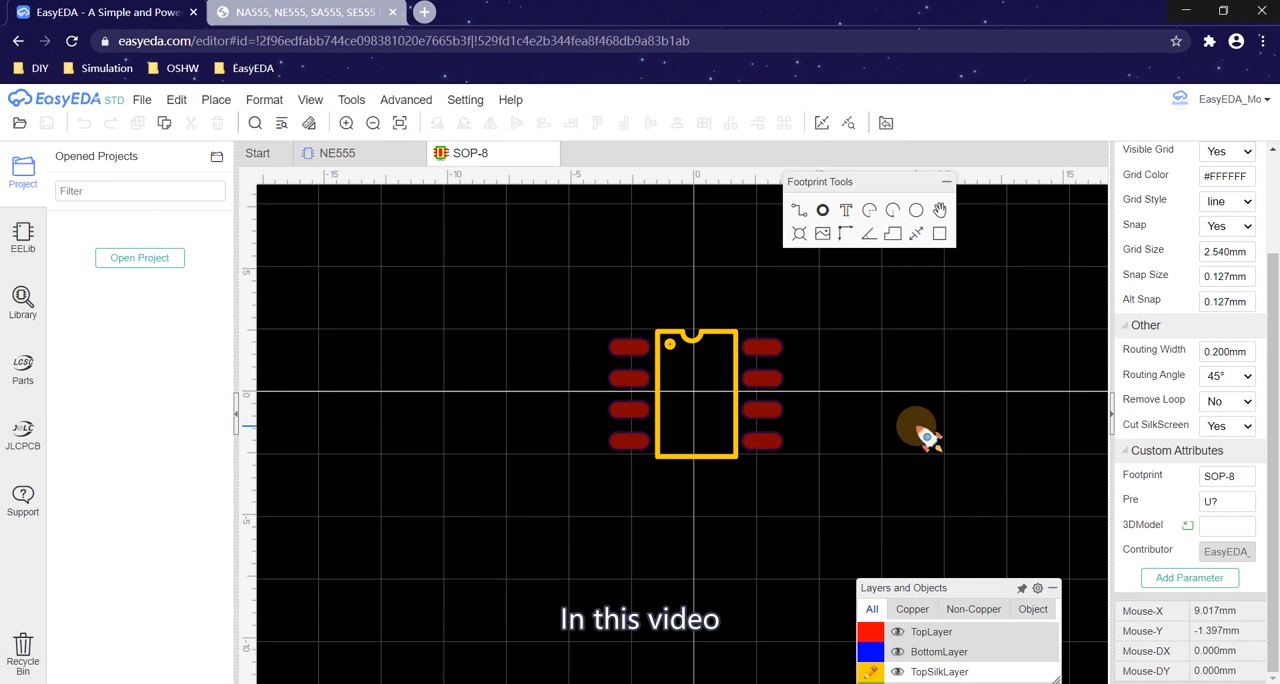 EasyEDA - A Simple and Power
NA555, NE555, SA555, SE555
easyeda.com/editor#id=!2f96edfabb744ce098381020e7665b3f|!529fd1c4e2b344fea8f468db9a83b1ab
DIY Simulation OSHW EasyEDA
EasyEDA STD File Edit Place Format View Tools Advanced Setting Help EasyEDA_Mo
Project
Opened Projects
Filter
Open Project
EELib
Library
LCSC
Parts
JLC
JLCPCB
Support
Recycle
Bin
Start NE555 SOP-8
-15 -10 -5 0 15
5
0
-5
-10
Footprint Tools
T
In this video
Layers and Objects
All Copper Non-Copper Object
TopLayer
BottomLayer
TopSilkLayer
Visible Grid Yes
Grid Color #FFFFFF
Grid Style line
Snap Yes
Grid Size 2.540mm
Snap Size 0.127mm
Alt Snap 0.127mm
Other
Routing Width 0.200mm
Routing Angle 45°
Remove Loop No
Cut SilkScreen Yes
Custom Attributes
Footprint SOP-8
Pre U?
3DModel
Contributor EasyEDA_
Add Parameter
Mouse-X 9.017mm
Mouse-Y -1.397mm
Mouse-DX 0.000mm
Mouse-DY 0.000mm